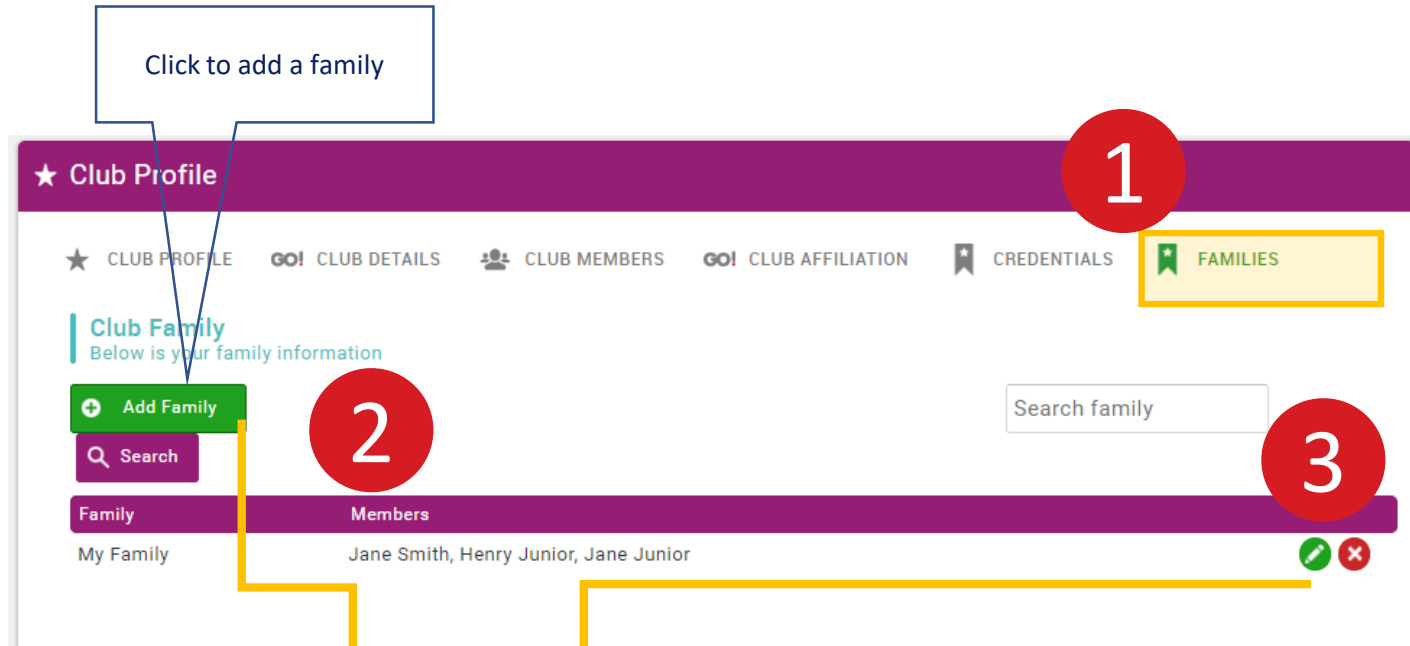 Click to add a family
Club Profile
1
CLUB PROFILE GO! CLUB DETAILS CLUB MEMBERS GO! CLUB AFFILIATION CREDENTIALS FAMILIES
Club Family
Below is your family information
Add Family
Search family
2
Search
3
Family Members
My Family Jane Smith, Henry Junior, Jane Junior